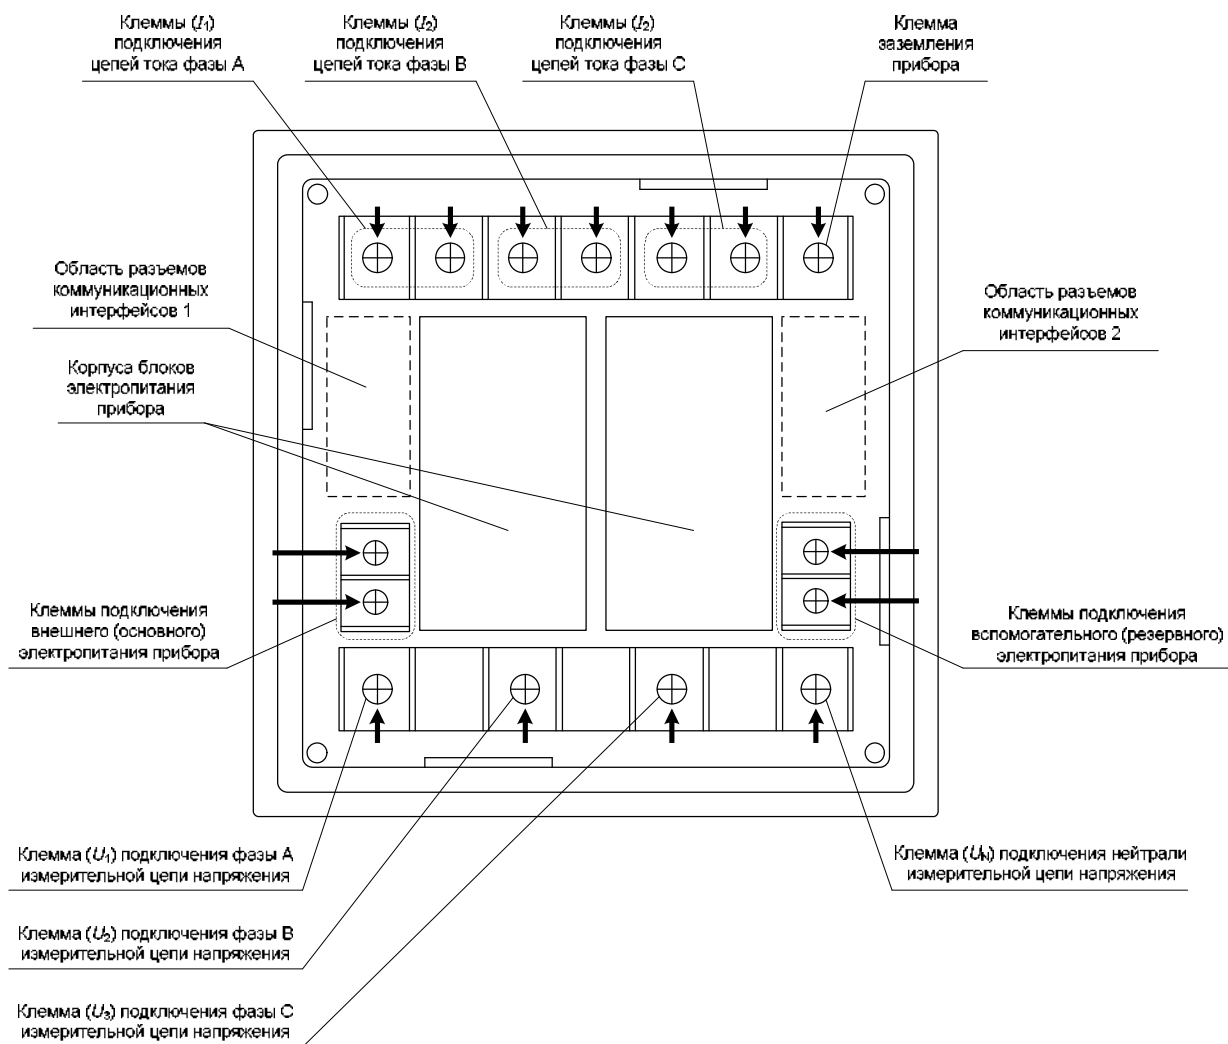 Клеммы (I₁)
подключения
цепей тока фазы А
Клеммы (I₂)
подключения
цепей тока фазы В
Клеммы (I₂)
подключения
цепей тока фазы С
Клемма
заземления
прибора
Область разъемов
коммуникационных
интерфейсов 1
Область разъемов
коммуникационных
интерфейсов 2
Корпуса блоков
электропитания
прибора
Клеммы подключения
внешнего (основного)
электропитания прибора
Клеммы подключения
вспомогательного (резервного)
электропитания прибора
Клемма (U₁) подключения фазы А
измерительной цепи напряжения
Клемма (Uₙ) подключения нейтрали
измерительной цепи напряжения
Клемма (U₂) подключения фазы В
измерительной цепи напряжения
Клемма (U₃) подключения фазы С
измерительной цепи напряжения